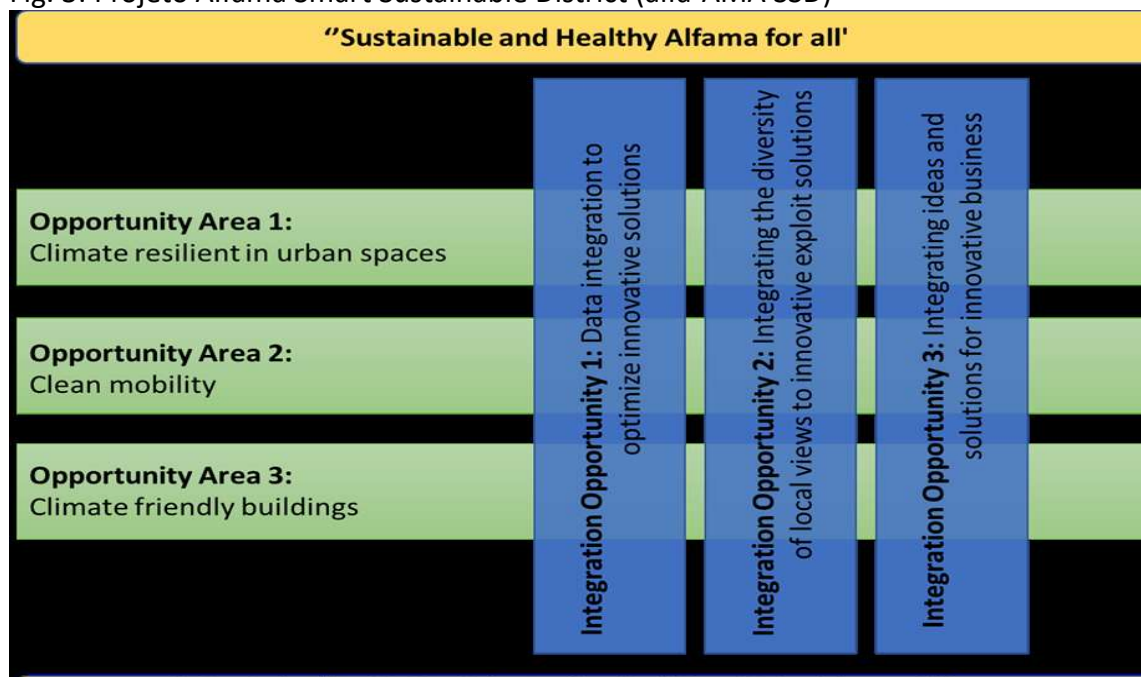 ''Sustainable and Healthy Alfama for all'
Opportunity Area 1:
Climate resilient in urban spaces
Opportunity Area 2:
Clean mobility
Opportunity Area 3:
Climate friendly buildings
Integration Opportunity 1: Data integration to
optimize innovative solutions
Integration Opportunity 2: Integrating the diversity
of local views to innovative exploit solutions
Integration Opportunity 3: Integrating ideas and
solutions for innovative business